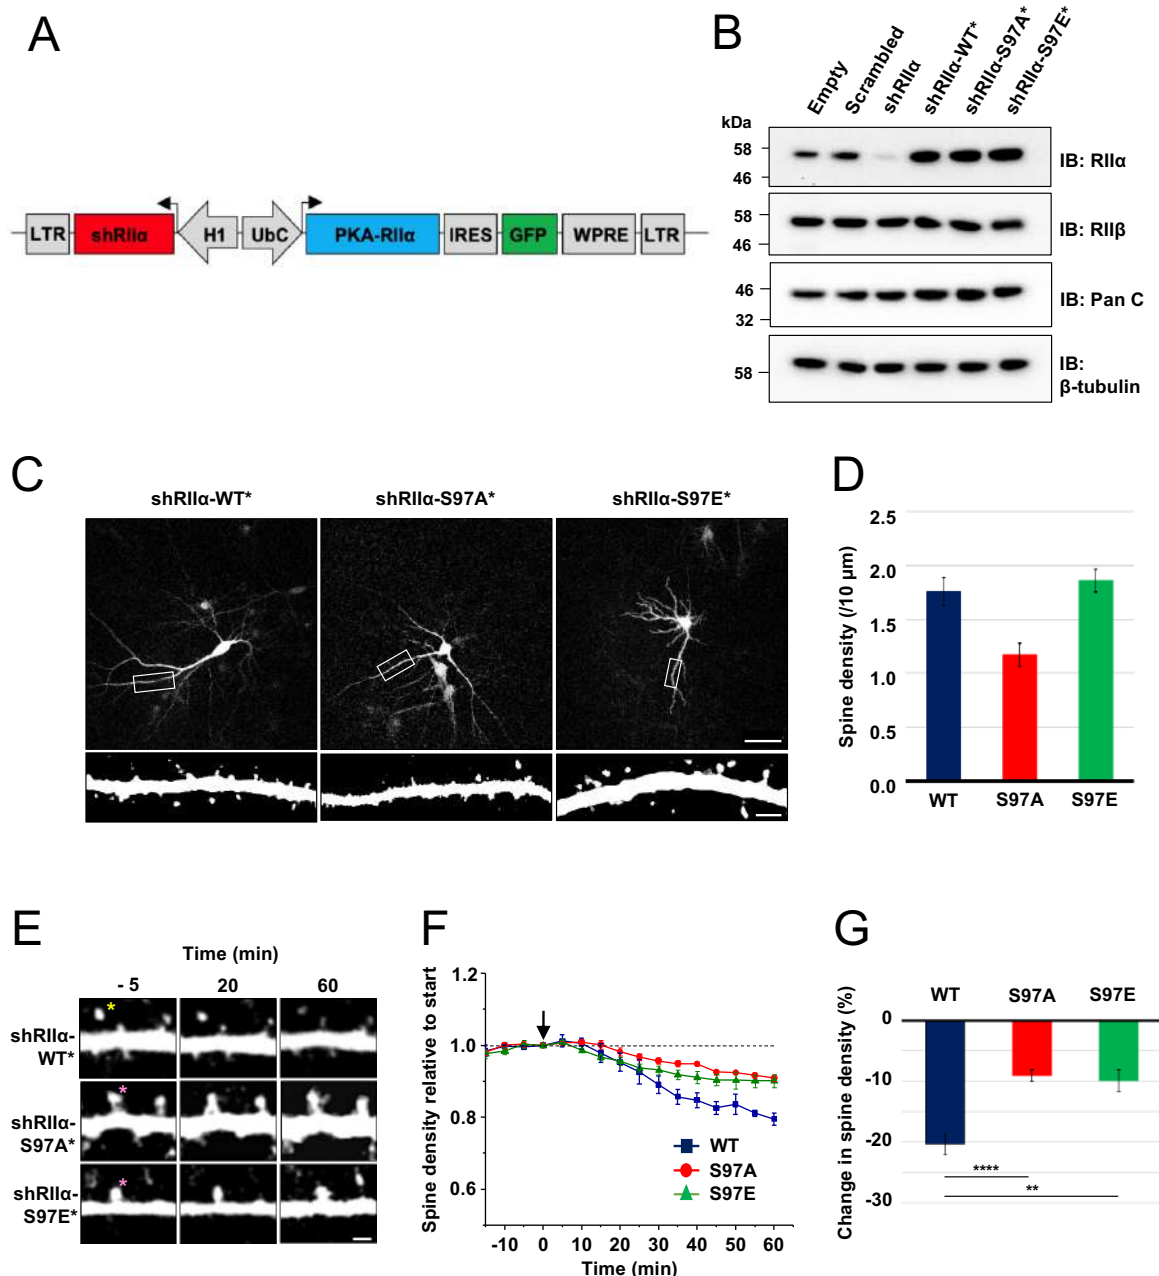 A
LTR shRIIα H1 UbC PKA-RIIα IRES GFP WPRE LTR
B
Empty
Scrambled
shRIIα
shRIIα-WT*
shRIIα-S97A*
shRIIα-S97E*
kDa
58
46
IB: RIIα
58
46
IB: RIIβ
46
32
IB: Pan C
58
IB:
β-tubulin
C
shRIIα-WT* shRIIα-S97A* shRIIα-S97E*
D
Spine density (/10 µm)
2.5
2.0
1.5
1.0
0.5
0.0
WT S97A S97E
E
Time (min)
- 5 20 60
shRIIα-
WT*
*
shRIIα-
S97A*
*
shRIIα-
S97E*
*
F
Spine density relative to start
1.2
1.0
0.8
0.6
WT
S97A
S97E
-10 0 10 20 30 40 50 60
Time (min)
G
Change in spine density (%)
WT S97A S97E
0
-10
-20
-30
****
**